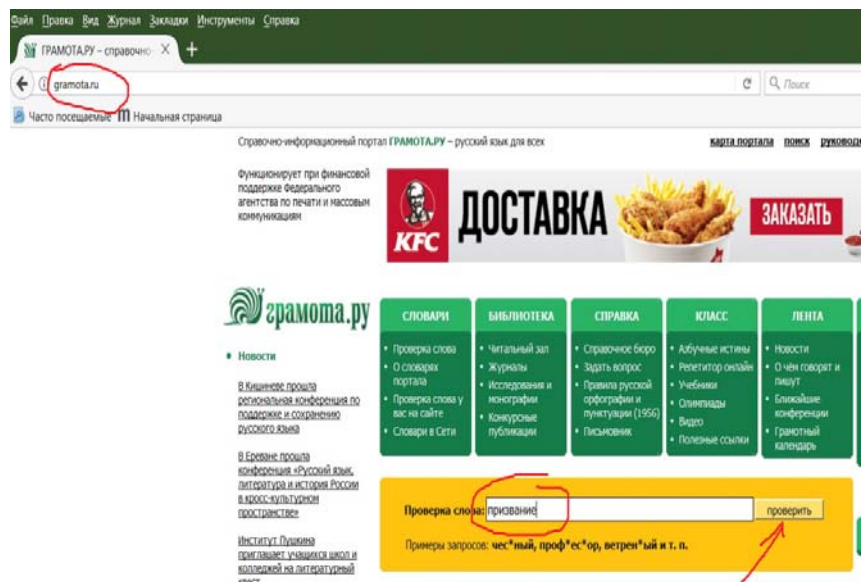 Файл Правка Вид Журнал Закладки Инструменты Справка
ГРАМОТА.РУ – справочно-
gramota.ru
Поиск
Часто посещаемые
Начальная страница
Справочно-информационный портал ГРАМОТА.РУ – русский язык для всех
карта портала поиск
Функционирует при финансовой
поддержке Федерального
агентства по печати и массовым
коммуникациям
KFC
ДОСТАВКА
ЗАКАЗАТЬ
грамота.ру
СЛОВАРИ
Проверка слова
О словарях
портала
Проверка слова у
вас на сайте
Словари в Сети
БИБЛИОТЕКА
Читальный зал
Журналы
Исследования и
монографии
Конкурсные
публикации
СПРАВКА
Справочное бюро
Задать вопрос
Правила русской
орфографии и
пунктуации (1956)
Письмовник
КЛАСС
Азбучные истины
Репетитор онлайн
Учебники
Олимпиады
Видео
Полезные ссылки
ЛЕНТА
Новости
О чём говорят и
пишут
Ближайшие
конференции
Грамотный
календарь
Новости
В Кишиневе прошла
региональная конференция по
поддержке и сохранению
русского языка
В Ереване прошла
конференция «Русский язык,
литература и история России
в кросс-культурном
пространстве»
Институт Пушкина
приглашает учащихся школ и
колледжей на литературный
Проверка слова: призвание проверить
Примеры запросов: чес*ный, проф*ес*ор, ветрен*ый и т. п.